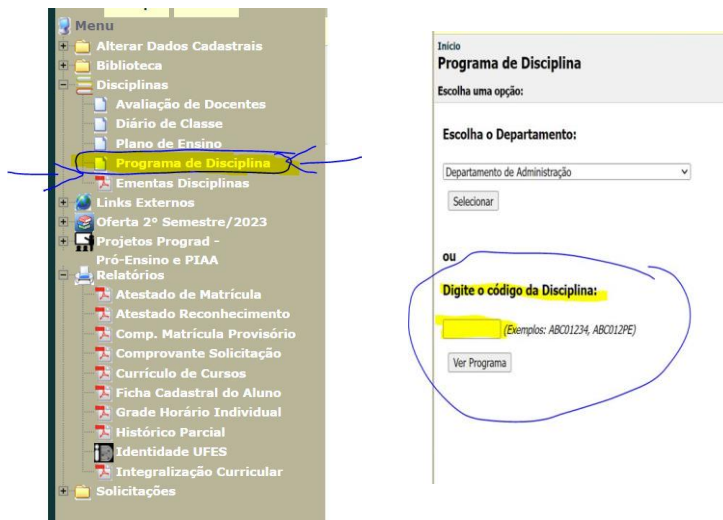 Menu
Alterar Dados Cadastrais
Biblioteca
Disciplinas
Avaliação de Docentes
Diário de Classe
Plano de Ensino
Programa de Disciplina
Ementas Disciplinas
Links Externos
Oferta 2º Semestre/2023
Projetos Prograd -
Pró-Ensino e PIAA
Relatórios
Atestado de Matrícula
Atestado Reconhecimento
Comp. Matrícula Provisório
Comprovante Solicitação
Currículo de Cursos
Ficha Cadastral do Aluno
Grade Horário Individual
Histórico Parcial
Identidade UFES
Integralização Curricular
Solicitações
Início
Programa de Disciplina
Escolha uma opção:
Escolha o Departamento:
Departamento de Administração
Selecionar
ou
Digite o código da Disciplina:
(Exemplos: ABC01234, ABC012PE)
Ver Programa